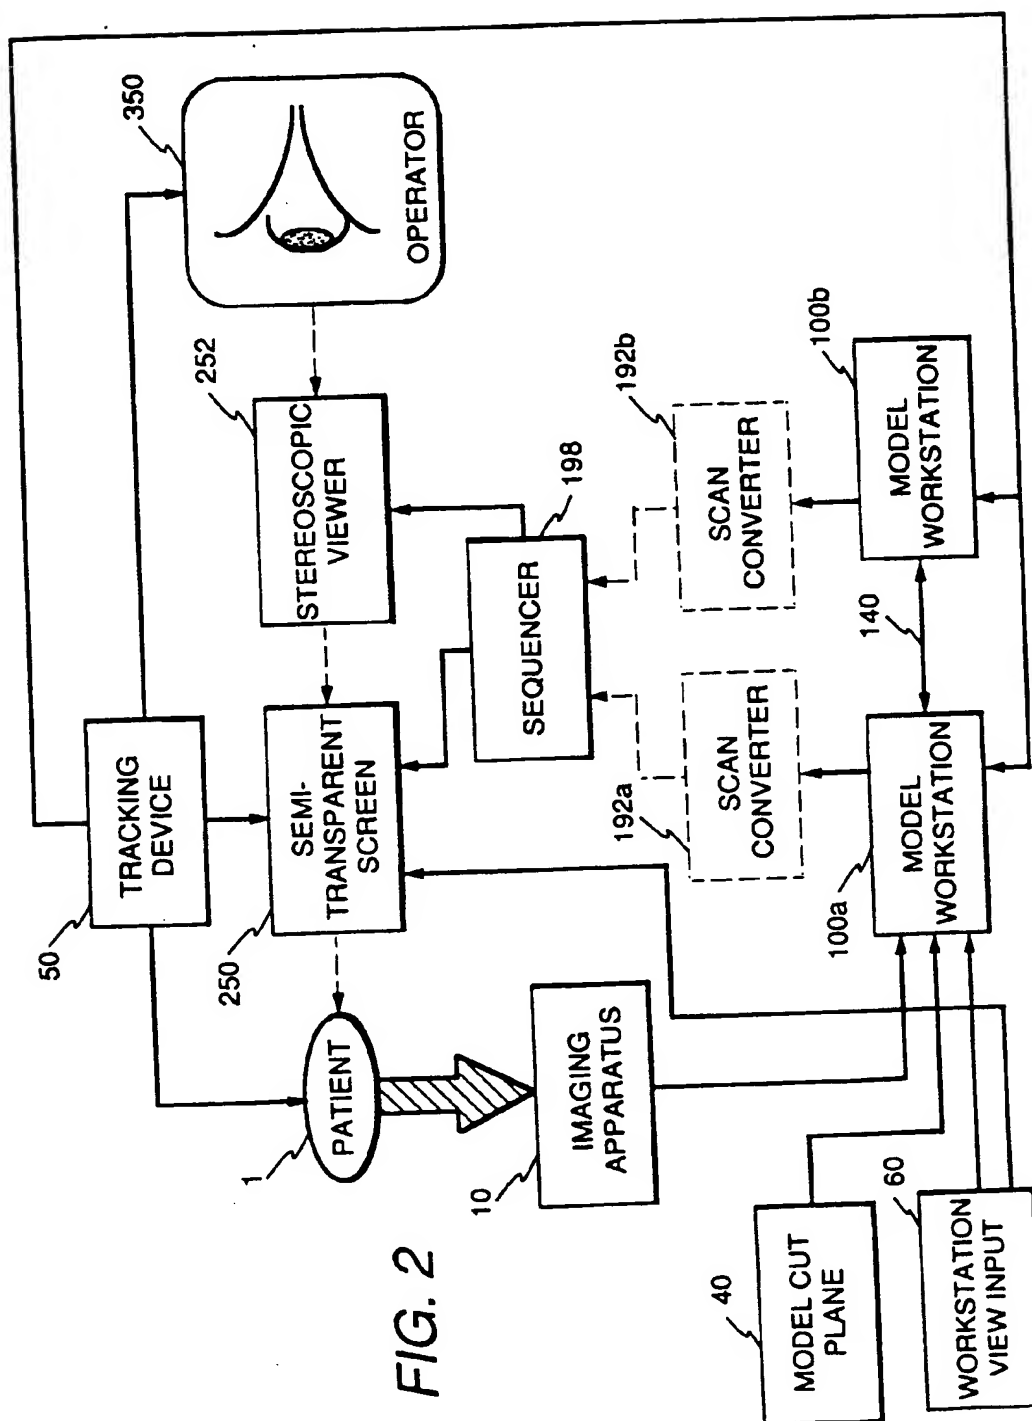 FIG. 2
50
TRACKING
DEVICE
350
OPERATOR
1
PATIENT
250
SEMI-
TRANSPARENT
SCREEN
252
STEREOSCOPIC
VIEWER
10
IMAGING
APPARATUS
SEQUENCER
198
192a
SCAN
CONVERTER
192b
SCAN
CONVERTER
40
MODEL CUT
PLANE
60
WORKSTATION
VIEW INPUT
100a
MODEL
WORKSTATION
140
100b
MODEL
WORKSTATION